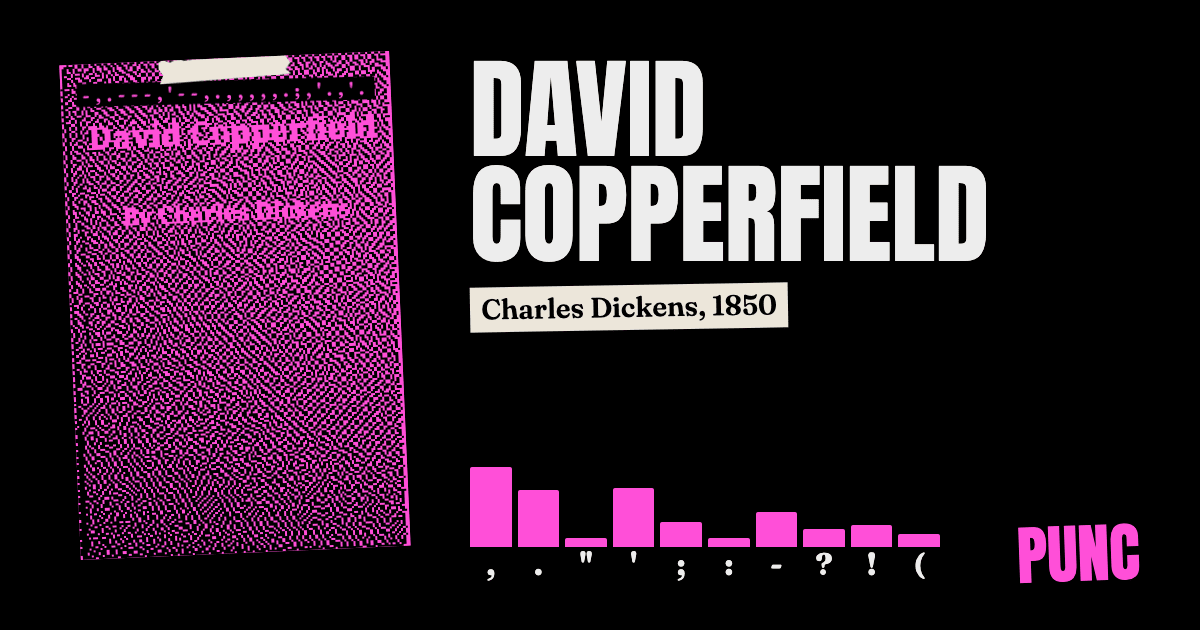 -,.---,'--,.,,,,,.;,'.,'.
David Copperfield
By Charles Dickens
DAVID
COPPERFIELD
Charles Dickens, 1850
, . " ' ; : - ? ! (
PUNC